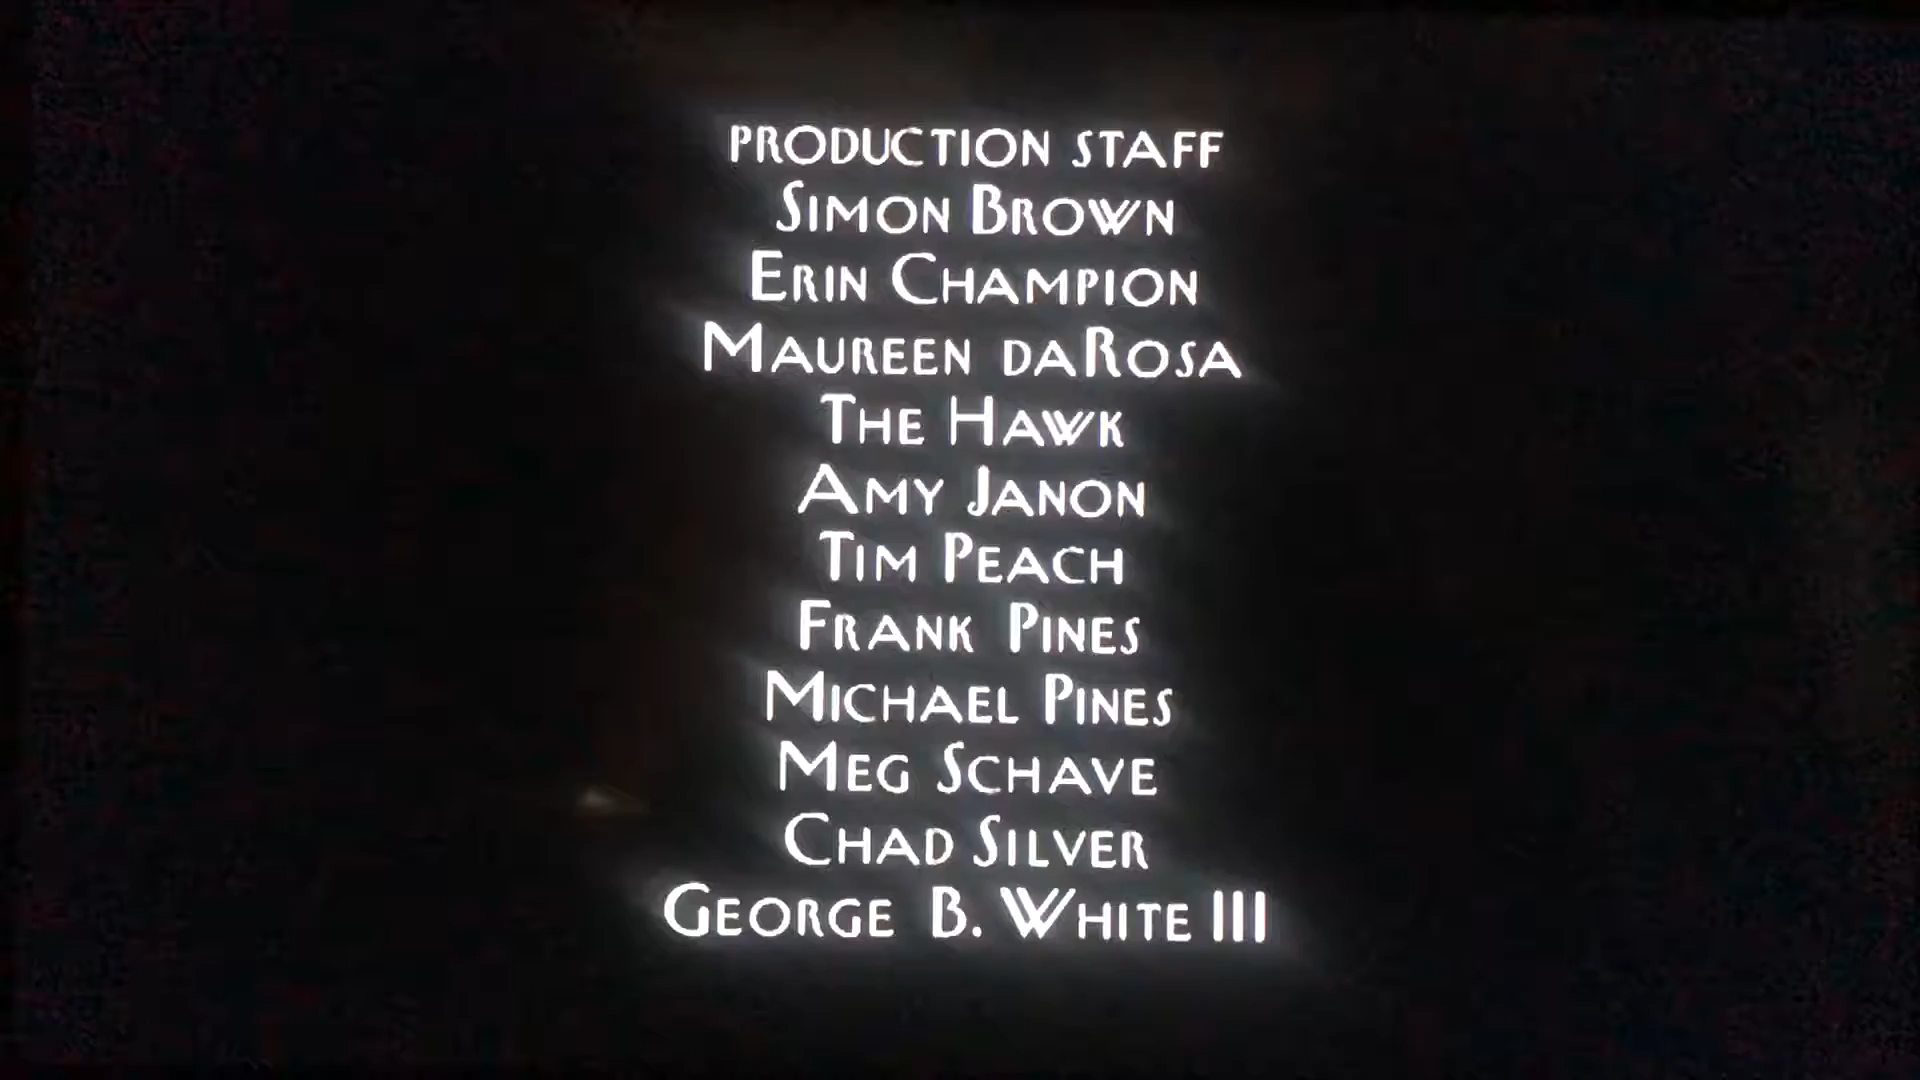 PRODUCTION STAFF
SIMON BROWN
ERIN CHAMPION
MAUREEN DAROSA
THE HAWK
AMY JANON
TIM PEACH
FRANK PINES
MICHAEL PINES
MEG SCHAVE
CHAD SILVER
GEORGE B. WHITE III